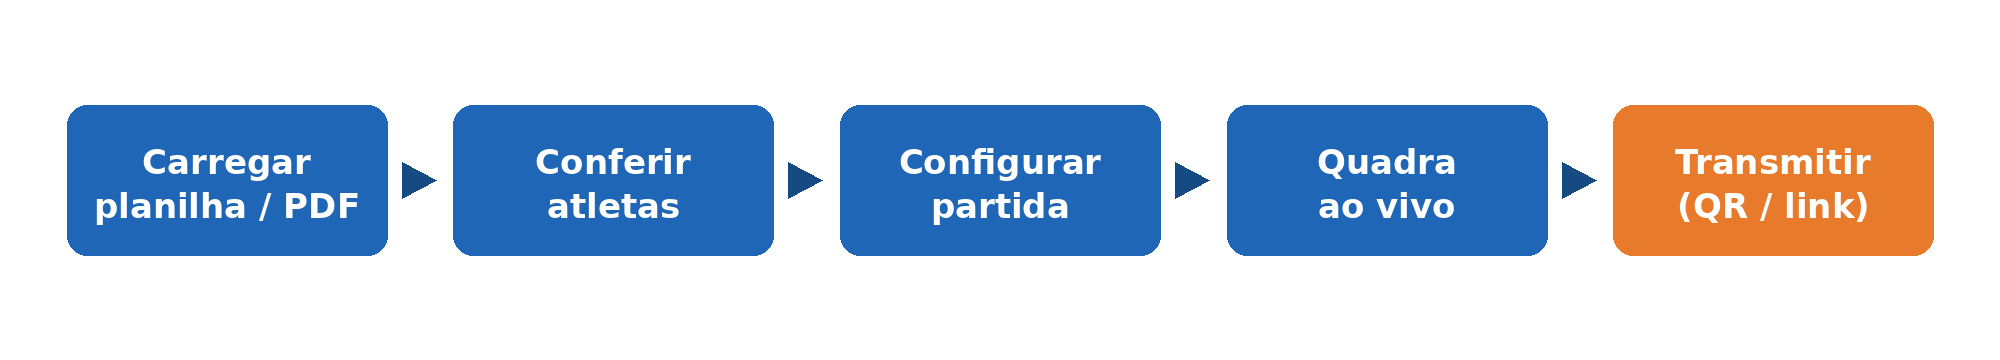 Carregar
planilha / PDF
Conferir
atletas
Configurar
partida
Quadra
ao vivo
Transmitir
(QR / link)